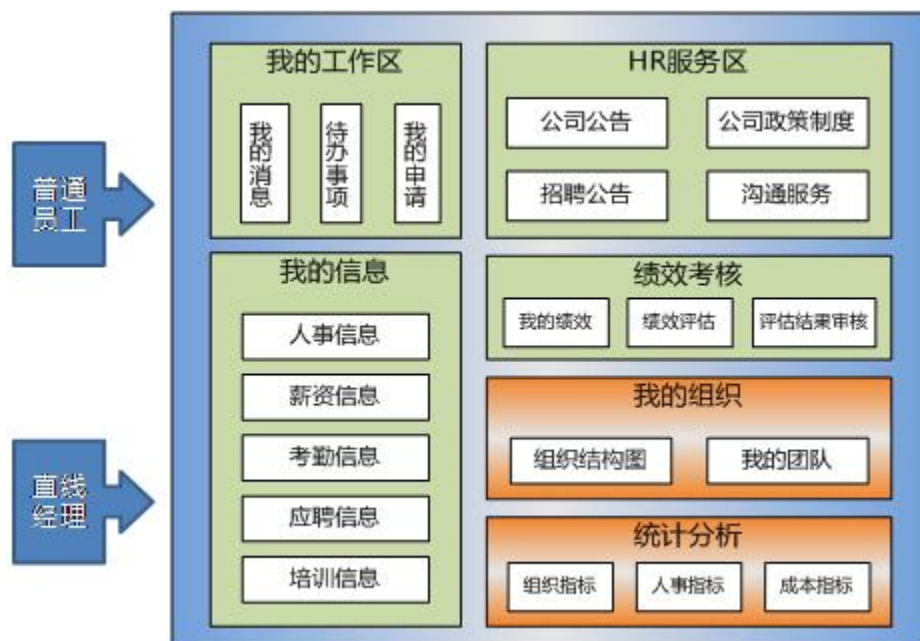 普通
员工
直线
经理
我的工作区
我的消息
待办事项
我的申请
HR服务区
公司公告
公司政策制度
招聘公告
沟通服务
我的信息
人事信息
薪资信息
考勤信息
应聘信息
培训信息
绩效考核
我的绩效
绩效评估
评估结果审核
我的组织
组织结构图
我的团队
统计分析
组织指标
人事指标
成本指标